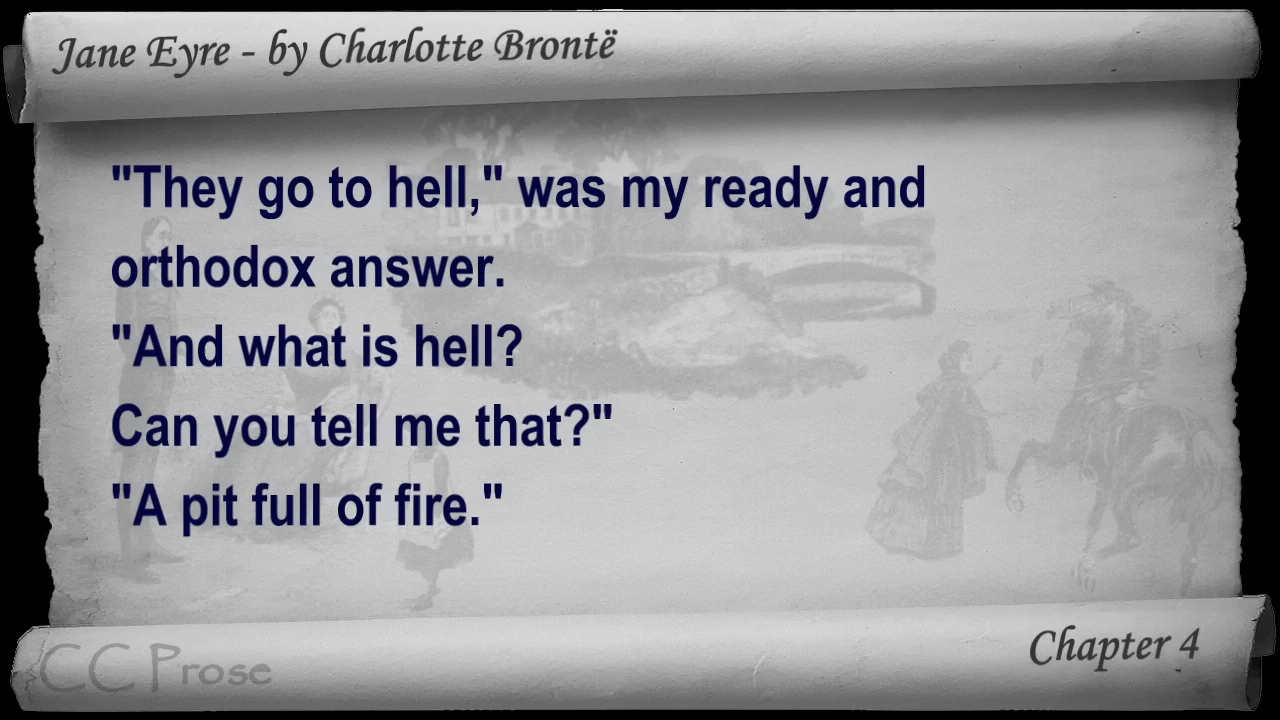 Jane Eyre - by Charlotte Brontë
"They go to hell," was my ready and
orthodox answer.
"And what is hell?
Can you tell me that?"
"A pit full of fire."
Chapter 4
CC Prose